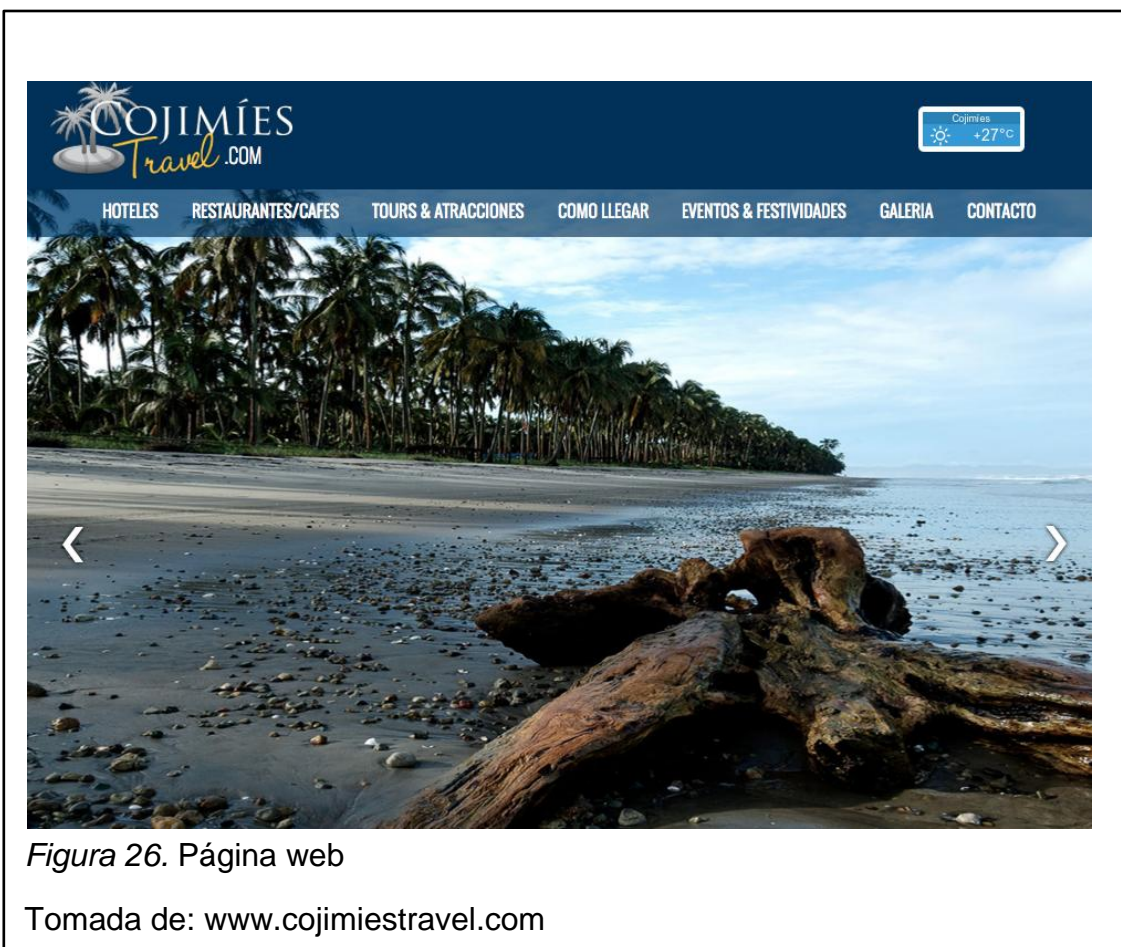 COJIMÍES
Travel .COM
Cojimíes
+27°C
HOTELES RESTAURANTES/CAFES TOURS & ATRACCIONES COMO LLEGAR EVENTOS & FESTIVIDADES GALERIA CONTACTO
Figura 26. Página web
Tomada de: www.cojimiestravel.com